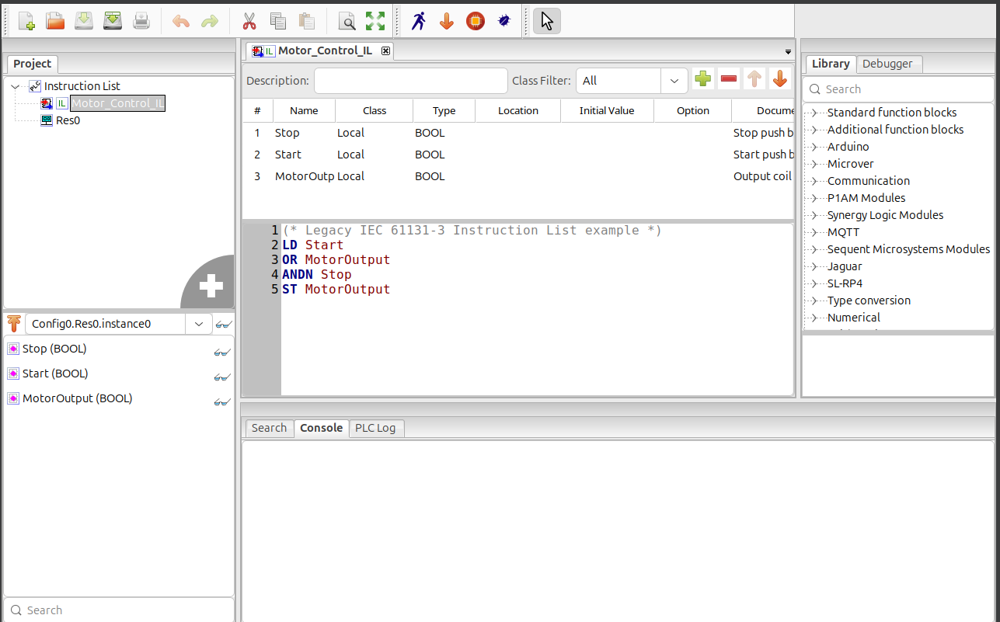 Project
Instruction List
IL Motor_Control_IL
Res0
Config0.Res0.instance0
Stop (BOOL)
Start (BOOL)
MotorOutput (BOOL)
Search
IL Motor_Control_IL
Description: Class Filter: All
# Name Class Type Location Initial Value Option Docume
1 Stop Local BOOL Stop push b
2 Start Local BOOL Start push b
3 MotorOutp Local BOOL Output coil
1 (* Legacy IEC 61131-3 Instruction List example *)
2 LD Start
3 OR MotorOutput
4 ANDN Stop
5 ST MotorOutput
Search Console PLC Log
Library Debugger
Search
Standard function blocks
Additional function blocks
Arduino
Microver
Communication
P1AM Modules
Synergy Logic Modules
MQTT
Sequent Microsystems Modules
Jaguar
SL-RP4
Type conversion
Numerical